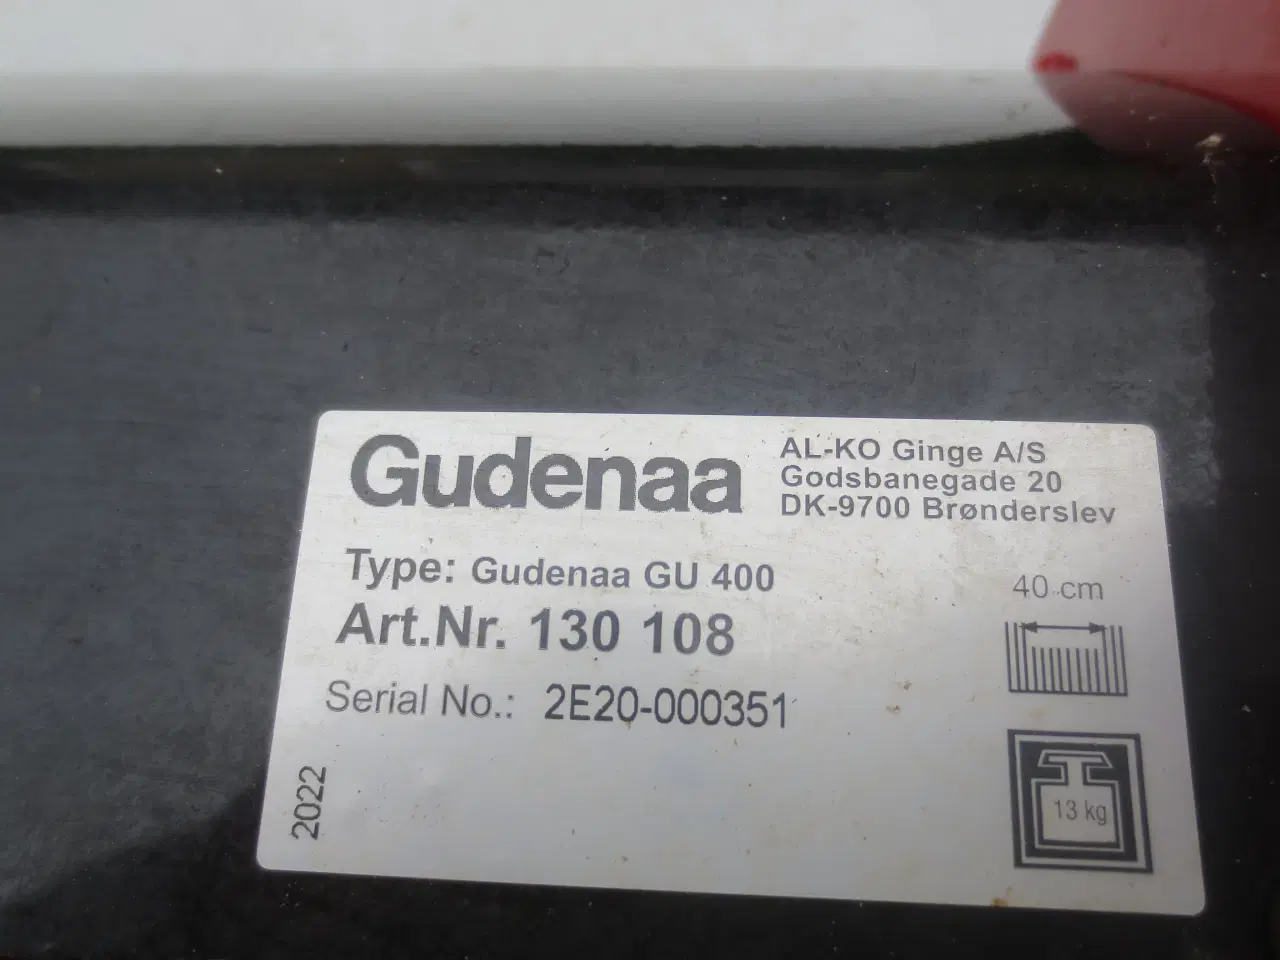 Gudenaa
AL-KO Ginge A/S
Godsbanegade 20
DK-9700 Brønderslev
Type: Gudenaa GU 400
Art.Nr. 130 108
Serial No.: 2E20-000351
2022
40 cm
13 kg